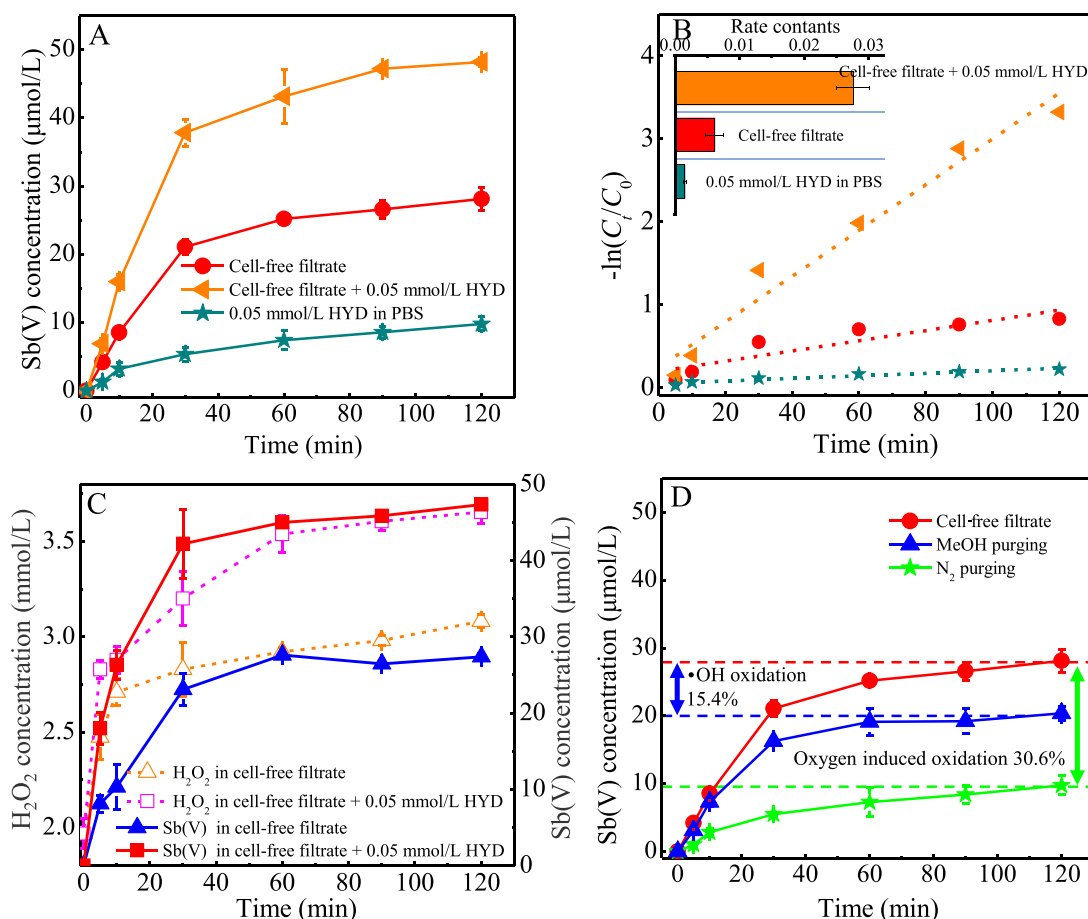 A
Sb(V) concentration (μmol/L)
50
40
30
20
10
0
Cell-free filtrate
Cell-free filtrate + 0.05 mmol/L HYD
0.05 mmol/L HYD in PBS
0 20 40 60 80 100 120
Time (min)
B
Rate contants
0.00 0.01 0.02 0.03
Cell-free filtrate + 0.05 mmol/L HYD
Cell-free filtrate
0.05 mmol/L HYD in PBS
-ln(Cₜ/C₀)
4
3
2
1
0
0 20 40 60 80 100 120
Time (min)
C
H₂O₂ concentration (mmol/L)
3.5
3.0
2.5
2.0
H₂O₂ in cell-free filtrate
H₂O₂ in cell-free filtrate + 0.05 mmol/L HYD
Sb(V) in cell-free filtrate
Sb(V) in cell-free filtrate + 0.05 mmol/L HYD
50
40
30
20
10
0
Sb(V) concentration (μmol/L)
0 20 40 60 80 100 120
Time (min)
D
Sb(V) concentration (μmol/L)
50
40
30
20
10
0
Cell-free filtrate
MeOH purging
N₂ purging
•OH oxidation
15.4%
Oxygen induced oxidation 30.6%
0 20 40 60 80 100 120
Time (min)